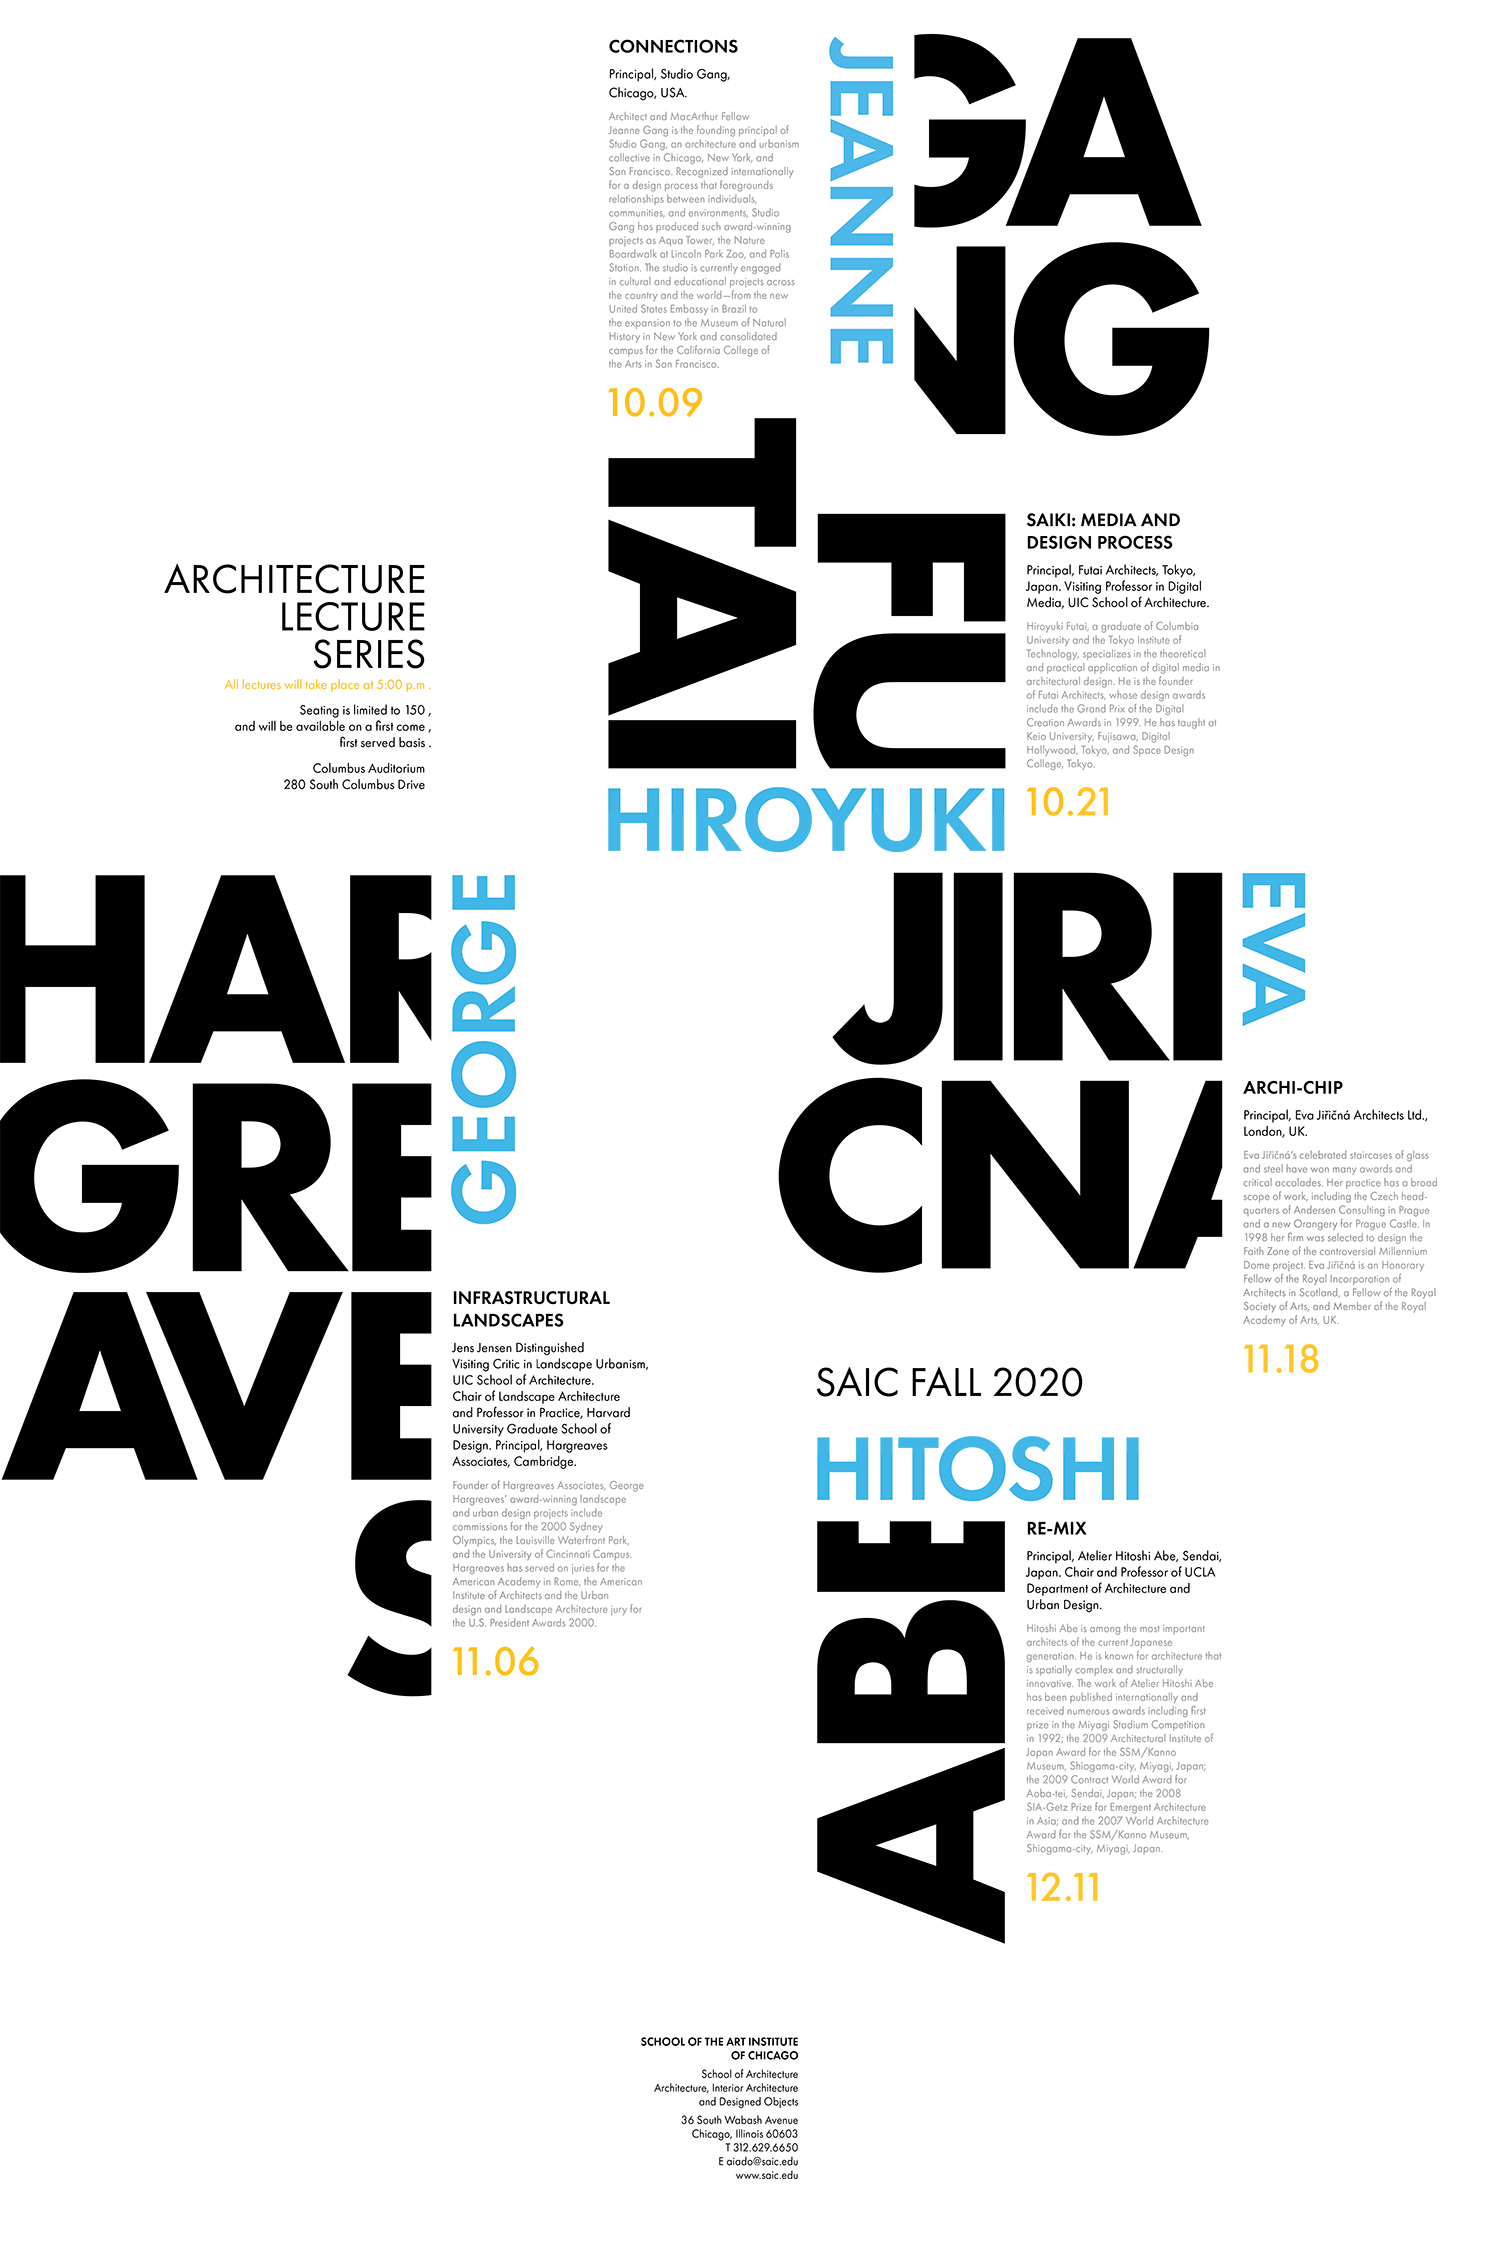 CONNECTIONS
Principal, Studio Gang,
Chicago, USA.
Architect and MacArthur Fellow
Jeanne Gang is the founding principal of
Studio Gang, an architecture and urbanism
collective in Chicago, New York, and
San Francisco. Recognized internationally
for a design process that foregrounds
relationships between individuals,
communities, and environments, Studio
Gang has produced such award-winning
projects as Aqua Tower, the Nature
Boardwalk at Lincoln Park Zoo, and Polis
Station. The studio is currently engaged
in cultural and educational projects across
the country and the world—from the new
United States Embassy in Brazil to
the expansion to the Museum of Natural
History in New York and consolidated
campus for the California College of
the Arts in San Francisco.
10.09
JEANNE
GA
NG
FU
TAI
HIROYUKI
SAIKI: MEDIA AND
DESIGN PROCESS
Principal, Futai Architects, Tokyo,
Japan. Visiting Professor in Digital
Media, UIC School of Architecture.
Hiroyuki Futai, a graduate of Columbia
University and the Tokyo Institute of
Technology, specializes in the theoretical
and practical application of digital media in
architectural design. He is the founder
of Futai Architects, whose design awards
include the Grand Prix of the Digital
Creation Awards in 1999. He has taught at
Keio University, Fujisawa, Digital
Hollywood, Tokyo, and Space Design
College, Tokyo.
10.21
ARCHITECTURE
LECTURE
SERIES
All lectures will take place at 5:00 p.m .
Seating is limited to 150 ,
and will be available on a first come ,
first served basis .
Columbus Auditorium
280 South Columbus Drive
HAR
GRE
AVE
S
GEORGE
INFRASTRUCTURAL
LANDSCAPES
Jens Jensen Distinguished
Visiting Critic in Landscape Urbanism,
UIC School of Architecture.
Chair of Landscape Architecture
and Professor in Practice, Harvard
University Graduate School of
Design. Principal, Hargreaves
Associates, Cambridge.
Founder of Hargreaves Associates, George
Hargreaves' award-winning landscape
and urban design projects include
commissions for the 2000 Sydney
Olympics, the Louisville Waterfront Park,
and the University of Cincinnati Campus.
Hargreaves has served on juries for the
American Academy in Rome, the American
Institute of Architects and the Urban
design and Landscape Architecture jury for
the U.S. President Awards 2000.
11.06
JIRI
CNA
EVA
ARCHI-CHIP
Principal, Eva Jiřičná Architects Ltd.,
London, UK.
Eva Jiřičná's celebrated staircases of glass
and steel have won many awards and
critical accolades. Her practice has a broad
scope of work, including the Czech head-
quarters of Andersen Consulting in Prague
and a new Orangery for Prague Castle. In
1998 her firm was selected to design the
Faith Zone of the controversial Millennium
Dome project. Eva Jiřičná is an Honorary
Fellow of the Royal Incorporation of
Architects in Scotland, a Fellow of the Royal
Society of Arts, and Member of the Royal
Academy of Arts, UK.
11.18
SAIC FALL 2020
HITOSHI
ABE
RE-MIX
Principal, Atelier Hitoshi Abe, Sendai,
Japan. Chair and Professor of UCLA
Department of Architecture and
Urban Design.
Hitoshi Abe is among the most important
architects of the current Japanese
generation. He is known for architecture that
is spatially complex and structurally
innovative. The work of Atelier Hitoshi Abe
has been published internationally and
received numerous awards including first
prize in the Miyagi Stadium Competition
in 1992; the 2009 Architectural Institute of
Japan Award for the SSM/Kanno
Museum, Shiogama-city, Miyagi, Japan;
the 2009 Contract World Award for
Aoba-tei, Sendai, Japan; the 2008
SIA-Getz Prize for Emergent Architecture
in Asia; and the 2007 World Architecture
Award for the SSM/Kanno Museum,
Shiogama-city, Miyagi, Japan.
12.11
SCHOOL OF THE ART INSTITUTE
OF CHICAGO
School of Architecture
Architecture, Interior Architecture
and Designed Objects
36 South Wabash Avenue
Chicago, Illinois 60603
T 312.629.6650
E aiado@saic.edu
www.saic.edu